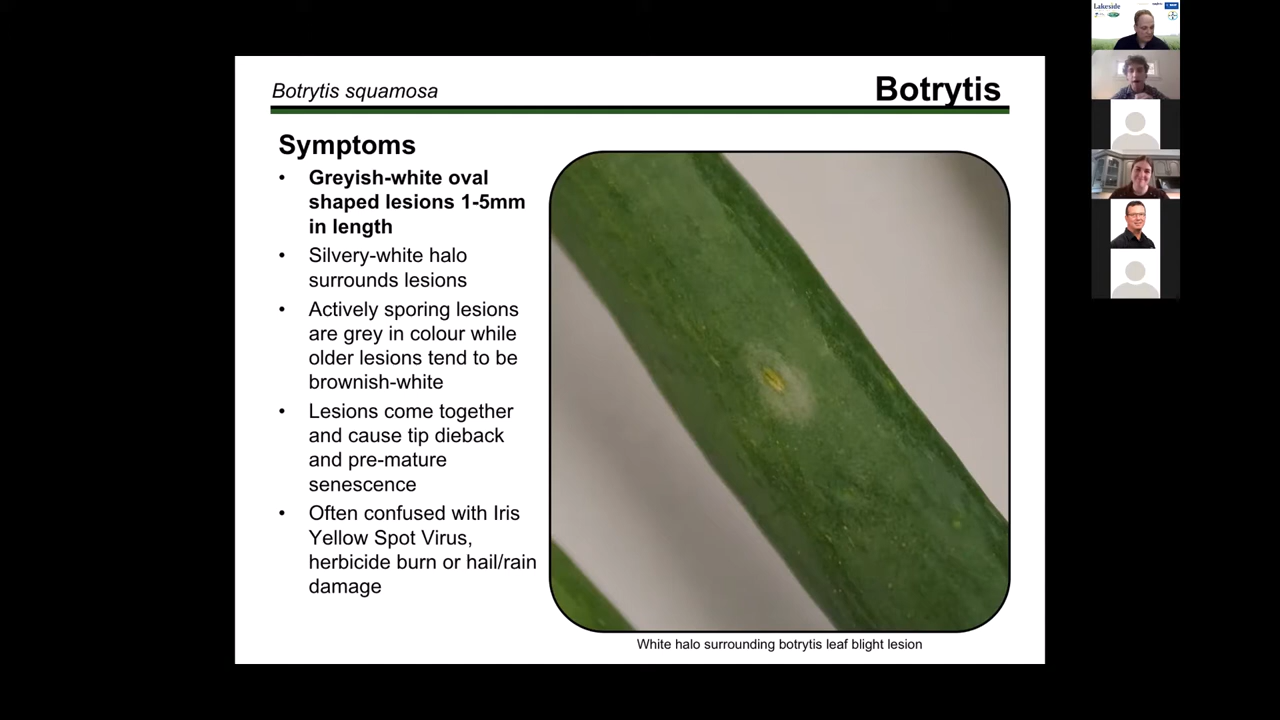 Botrytis squamosa
Botrytis
Symptoms
• Greyish-white oval
shaped lesions 1-5mm
in length
• Silvery-white halo
surrounds lesions
• Actively sporing lesions
are grey in colour while
older lesions tend to be
brownish-white
• Lesions come together
and cause tip dieback
and pre-mature
senescence
• Often confused with Iris
Yellow Spot Virus,
herbicide burn or hail/rain
damage
White halo surrounding botrytis leaf blight lesion
Lakeside